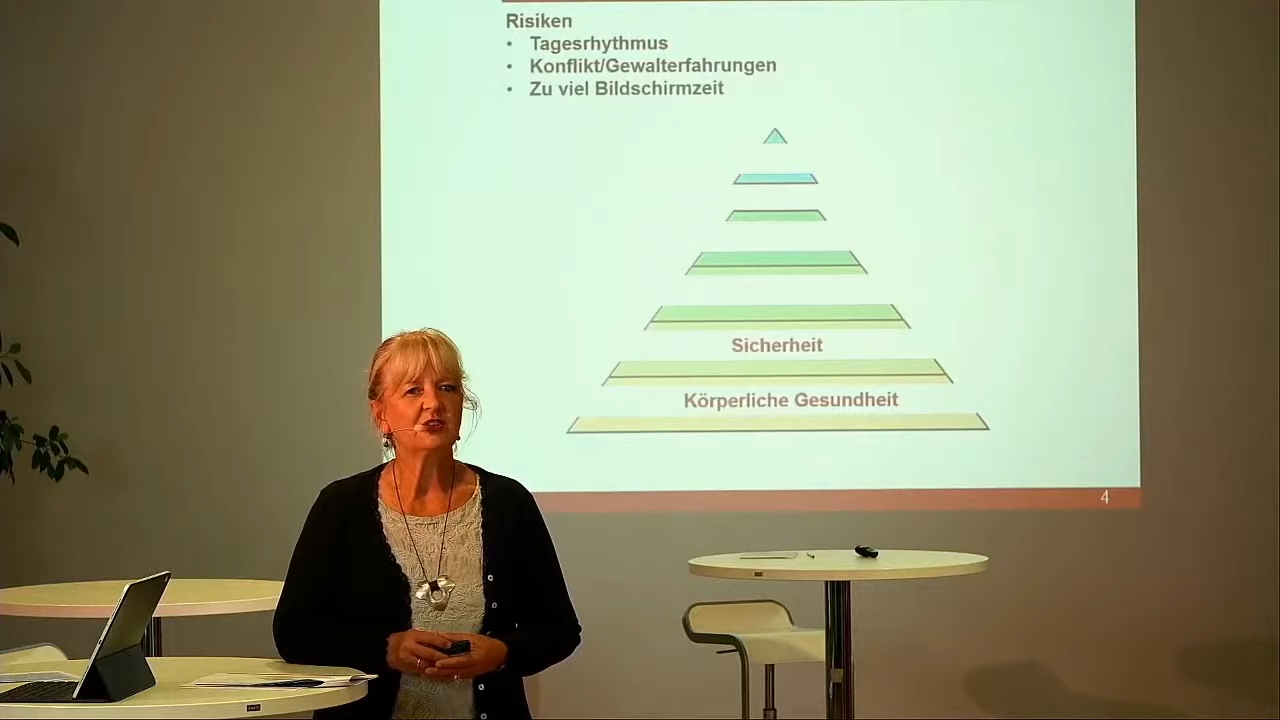 Risiken
• Tagesrhythmus
• Konflikt/Gewalterfahrungen
• Zu viel Bildschirmzeit
Sicherheit
Körperliche Gesundheit
4